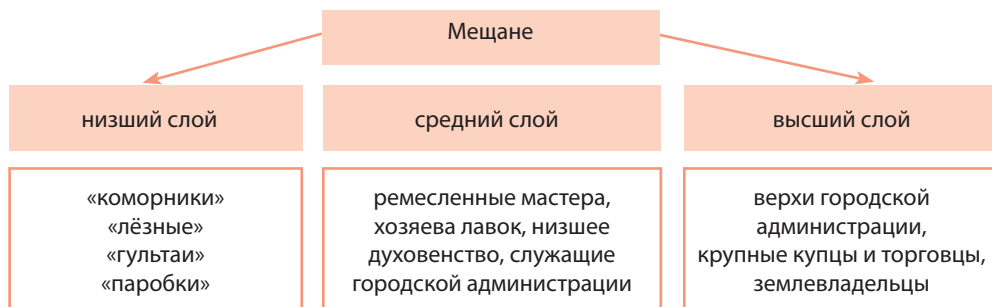 Мещане
низший слой
средний слой
высший слой
«коморники»
«лёзные»
«гультаи»
«паробки»
ремесленные мастера,
хозяева лавок, низшее
духовенство, служащие
городской администрации
верхи городской
администрации,
крупные купцы и торговцы,
землевладельцы